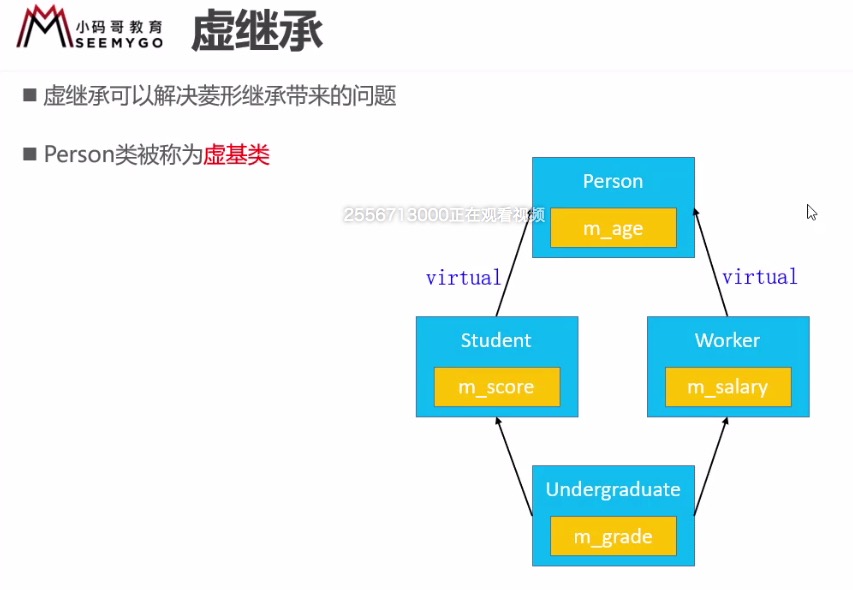 小码哥教育
SEEMYGO
虚继承
虚继承可以解决菱形继承带来的问题
Person类被称为虚基类
Person
2556713000正在观看视频
m_age
virtual
virtual
Student
Worker
m_score
m_salary
Undergraduate
m_grade